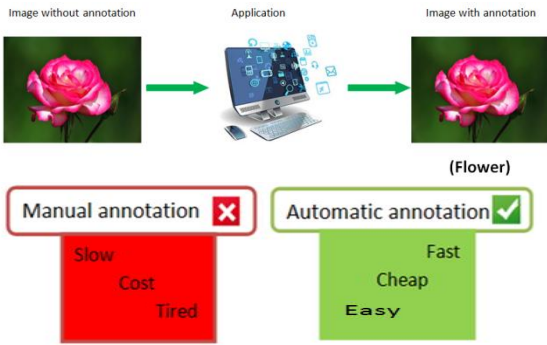 Image without annotation
Application
Image with annotation
(Flower)
Manual annotation
Automatic annotation
Slow
Cost
Tired
Fast
Cheap
Easy